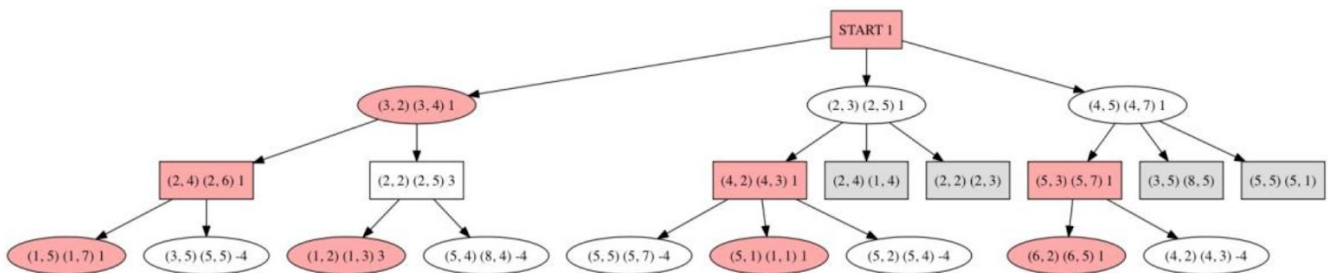 START 1
(3, 2) (3, 4) 1
(2, 3) (2, 5) 1
(4, 5) (4, 7) 1
(2, 4) (2, 6) 1
(2, 2) (2, 5) 3
(4, 2) (4, 3) 1
(2, 4) (1, 4)
(2, 2) (2, 3)
(5, 3) (5, 7) 1
(3, 5) (8, 5)
(5, 5) (5, 1)
(1, 5) (1, 7) 1
(3, 5) (5, 5) -4
(1, 2) (1, 3) 3
(5, 4) (8, 4) -4
(5, 5) (5, 7) -4
(5, 1) (1, 1) 1
(5, 2) (5, 4) -4
(6, 2) (6, 5) 1
(4, 2) (4, 3) -4